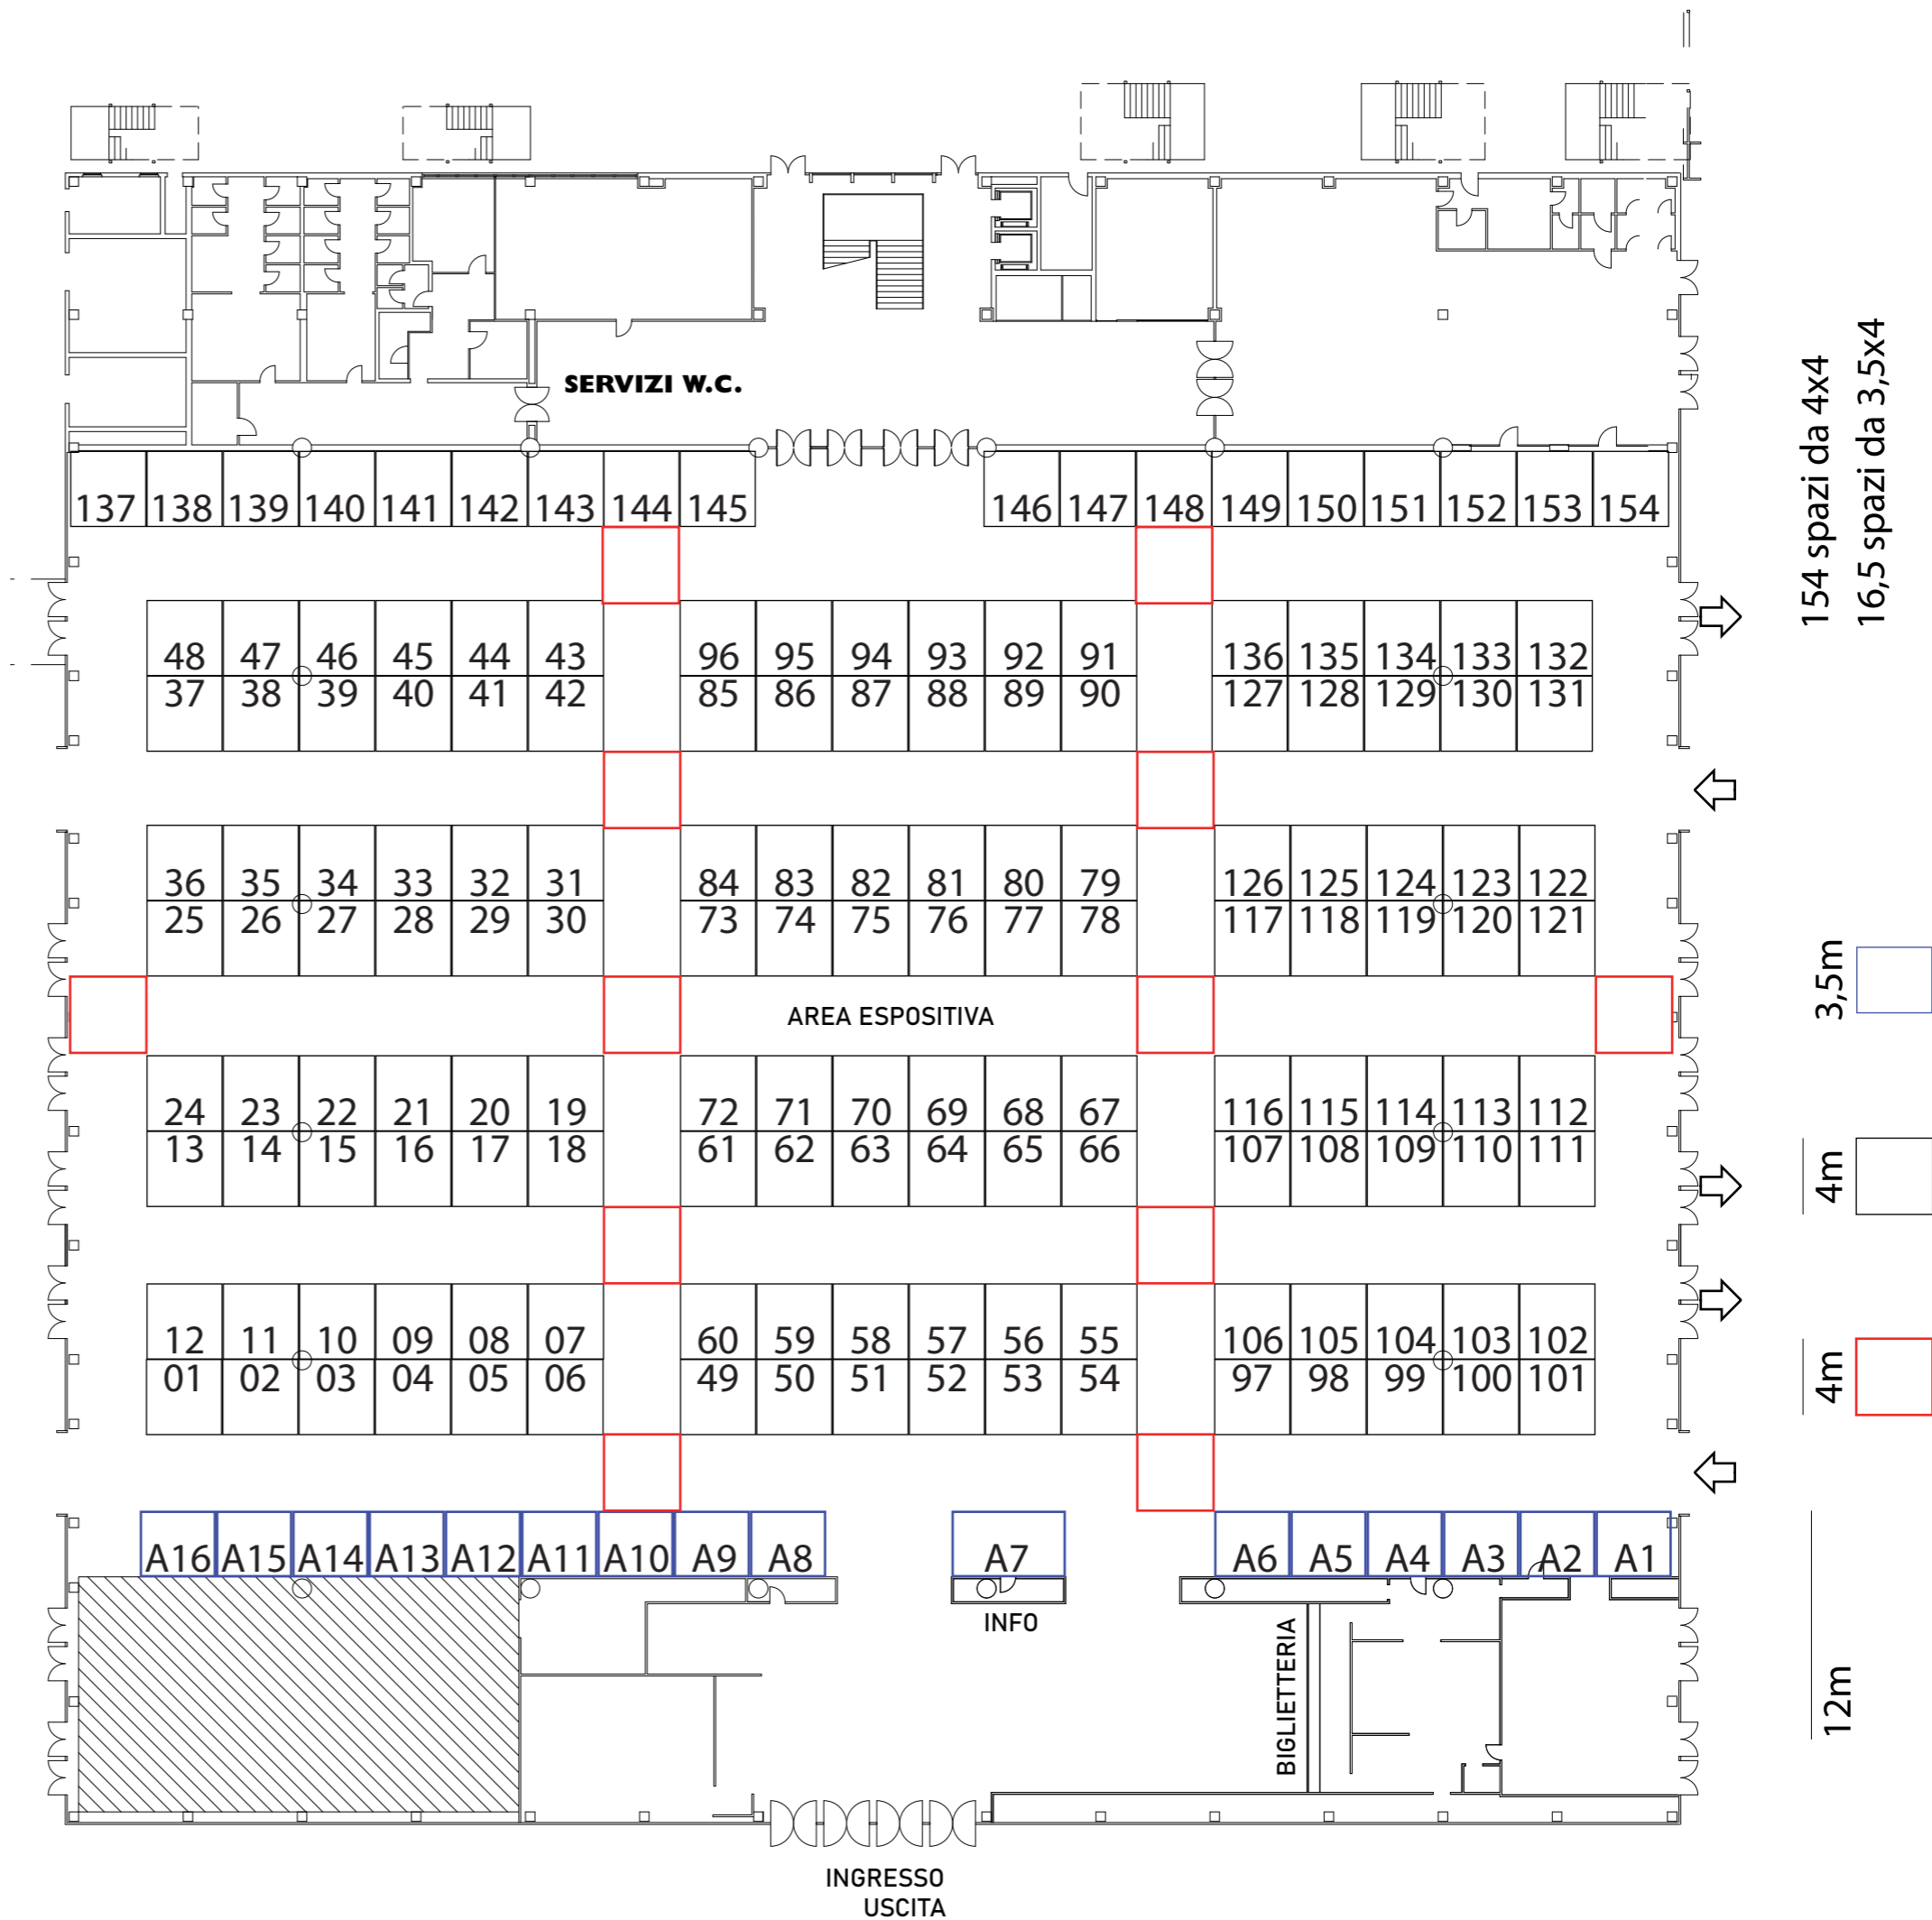 SERVIZI W.C.
137 138 139 140 141 142 143 144 145 146 147 148 149 150 151 152 153 154
48 47 46 45 44 43 96 95 94 93 92 91 136 135 134 133 132
37 38 39 40 41 42 85 86 87 88 89 90 127 128 129 130 131
36 35 34 33 32 31 84 83 82 81 80 79 126 125 124 123 122
25 26 27 28 29 30 73 74 75 76 77 78 117 118 119 120 121
AREA ESPOSITIVA
24 23 22 21 20 19 72 71 70 69 68 67 116 115 114 113 112
13 14 15 16 17 18 61 62 63 64 65 66 107 108 109 110 111
12 11 10 09 08 07 60 59 58 57 56 55 106 105 104 103 102
01 02 03 04 05 06 49 50 51 52 53 54 97 98 99 100 101
A16 A15 A14 A13 A12 A11 A10 A9 A8 A7 A6 A5 A4 A3 A2 A1
INFO
BIGLIETTERIA
INGRESSO
USCITA
154 spazi da 4x4
16,5 spazi da 3,5x4
3,5m
4m
4m
12m